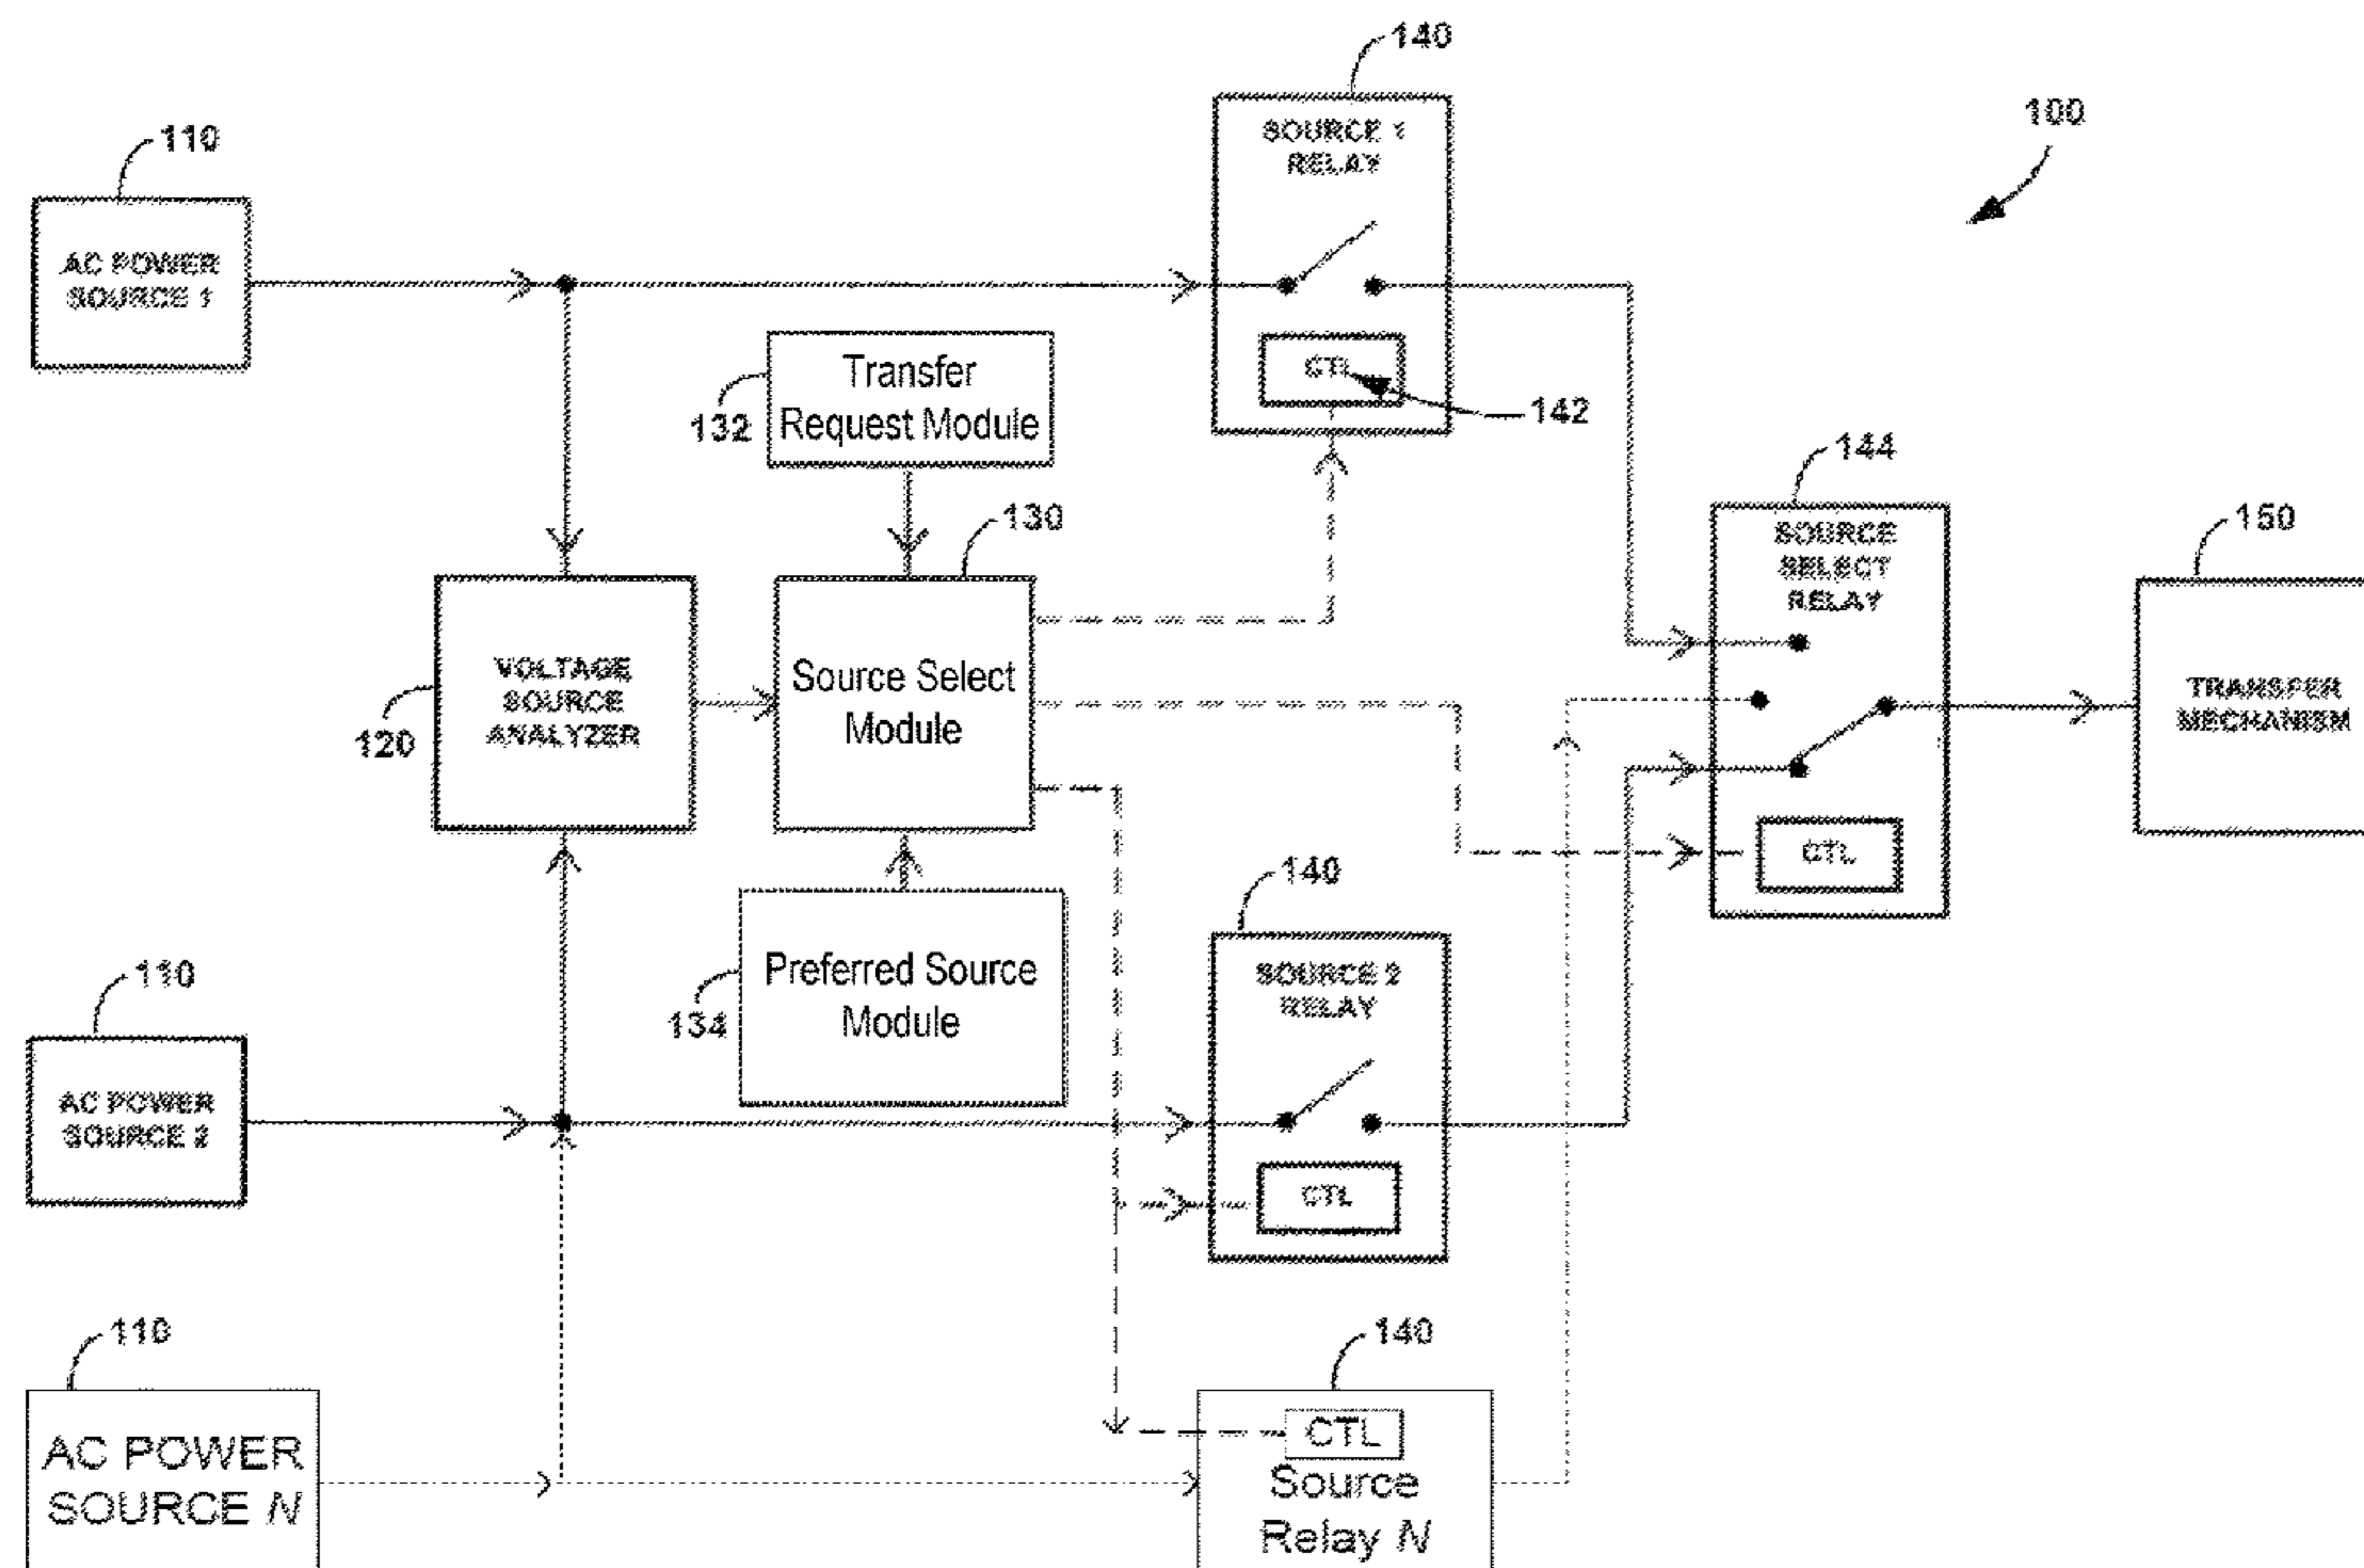 140
100
110
SOURCE 1
RELAY
AC POWER
SOURCE 1
Transfer
Request Module
132
CTL
142
144
130
150
SOURCE
SELECT
RELAY
VOLTAGE
SOURCE
ANALYZER
120
Source Select
Module
TRANSFER
MECHANISM
CTL
140
110
Preferred Source
Module
134
SOURCE 2
RELAY
AC POWER
SOURCE 2
CTL
110
140
AC POWER
SOURCE N
CTL
Source
Relay N